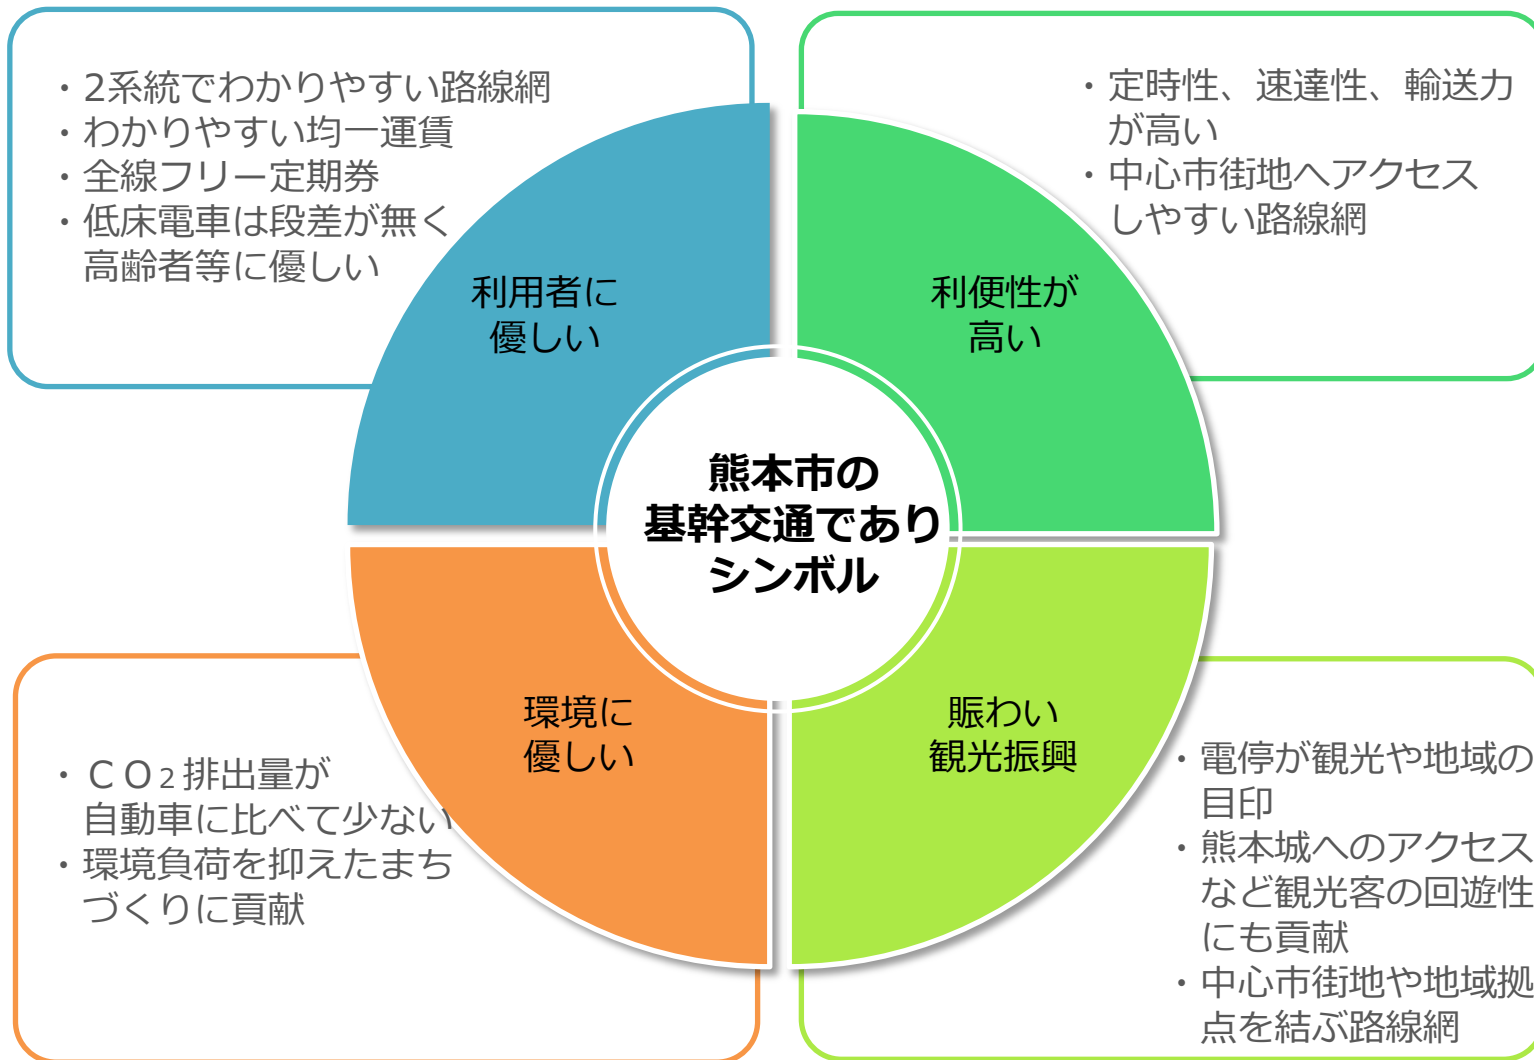 ・2系統でわかりやすい路線網
・わかりやすい均一運賃
・全線フリー定期券
・低床電車は段差が無く
高齢者等に優しい
利用者に
優しい
・定時性、速達性、輸送力
が高い
・中心市街地へアクセス
しやすい路線網
利便性が
高い
熊本市の
基幹交通であり
シンボル
環境に
優しい
・ＣＯ２排出量が
自動車に比べて少ない
・環境負荷を抑えたまち
づくりに貢献
賑わい
観光振興
・電停が観光や地域の
目印
・熊本城へのアクセス
など観光客の回遊性
にも貢献
・中心市街地や地域拠
点を結ぶ路線網